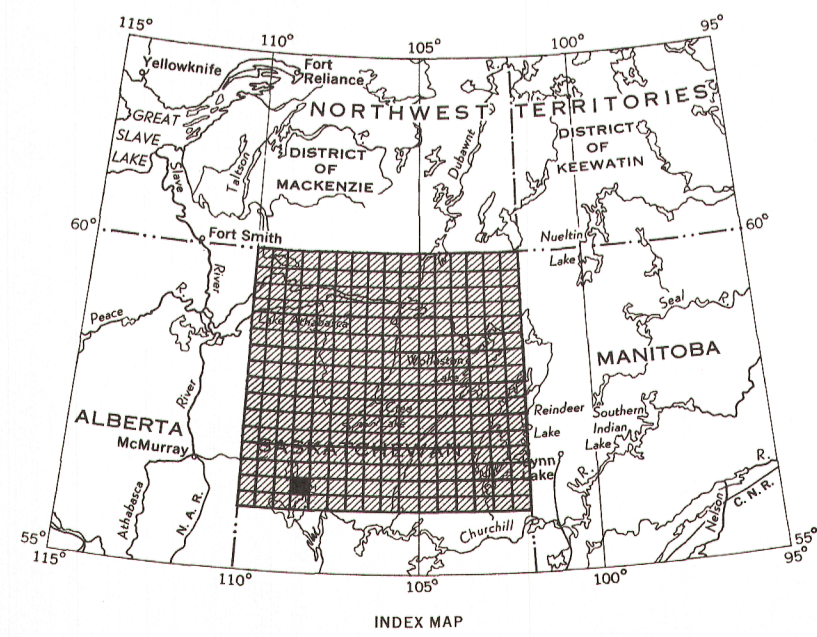 115°
110°
105°
100°
95°
Yellowknife
Fort
Reliance
R.
NORTHWEST TERRITORIES
GREAT
SLAVE
LAKE
Slave
Taltson
DISTRICT
OF
MACKENZIE
Dubawnt
DISTRICT
OF
KEEWATIN
60°
Fort Smith
River
Nueltin
Lake
60°
Peace
R.
Lake Athabasca
Seal
R.
Wollaston
Lake
MANITOBA
River
Cree
Lake
Reindeer
Lake
Southern
Indian
Lake
ALBERTA
McMurray
SASKATCHEWAN
Lynn
Lake
R.
R.
Athabasca
N. A. R.
Churchill
Nelson
C. N. R.
55°
115°
110°
105°
100°
55°
95°
INDEX MAP